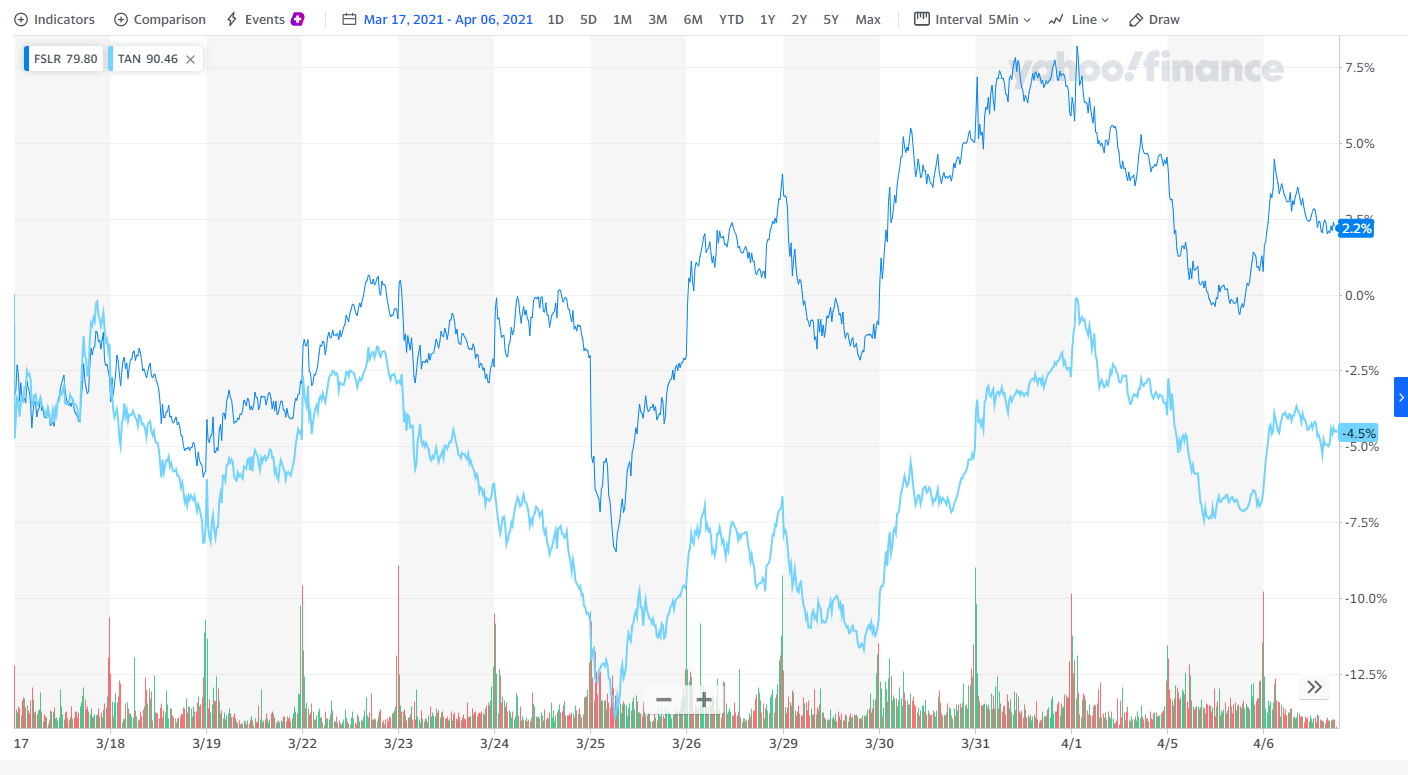 Indicators Comparison Events Mar 17, 2021 - Apr 06, 2021 1D 5D 1M 3M 6M YTD 1Y 2Y 5Y Max Interval 5Min Line Draw
FSLR 79.80 TAN 90.46
yahoo!finance
7.5%
5.0%
2.5%
2.2%
0.0%
-2.5%
-4.5%
-5.0%
-7.5%
-10.0%
-12.5%
17 3/18 3/19 3/22 3/23 3/24 3/25 3/26 3/29 3/30 3/31 4/1 4/5 4/6